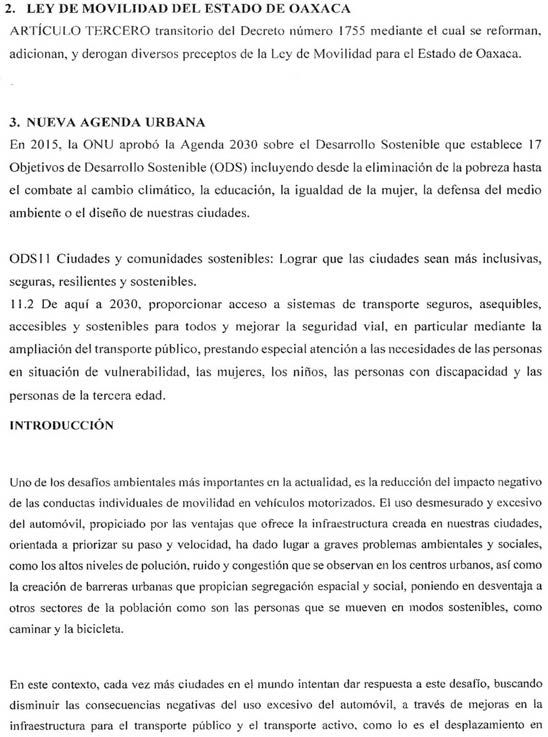 2. LEY DE MOVILIDAD DEL ESTADO DE OAXACA
ARTÍCULO TERCERO transitorio del Decreto número 1755 mediante el cual se reforman,
adicionan, y derogan diversos preceptos de la Ley de Movilidad para el Estado de Oaxaca.
3. NUEVA AGENDA URBANA
En 2015, la ONU aprobó la Agenda 2030 sobre el Desarrollo Sostenible que establece 17
Objetivos de Desarrollo Sostenible (ODS) incluyendo desde la eliminación de la pobreza hasta
el combate al cambio climático, la educación, la igualdad de la mujer, la defensa del medio
ambiente o el diseño de nuestras ciudades.
ODS11 Ciudades y comunidades sostenibles: Lograr que las ciudades sean más inclusivas,
seguras, resilientes y sostenibles.
11.2 De aquí a 2030, proporcionar acceso a sistemas de transporte seguros, asequibles,
accesibles y sostenibles para todos y mejorar la seguridad vial, en particular mediante la
ampliación del transporte público, prestando especial atención a las necesidades de las personas
en situación de vulnerabilidad, las mujeres, los niños, las personas con discapacidad y las
personas de la tercera edad.
INTRODUCCIÓN
Uno de los desafíos ambientales más importantes en la actualidad, es la reducción del impacto negativo
de las conductas individuales de movilidad en vehículos motorizados. El uso desmesurado y excesivo
del automóvil, propiciado por las ventajas que ofrece la infraestructura creada en nuestras ciudades,
orientada a priorizar su paso y velocidad, ha dado lugar a graves problemas ambientales y sociales,
como los altos niveles de polución, ruido y congestión que se observan en los centros urbanos, así como
la creación de barreras urbanas que propician segregación espacial y social, poniendo en desventaja a
otros sectores de la población como son las personas que se mueven en modos sostenibles, como
caminar y la bicicleta.
En este contexto, cada vez más ciudades en el mundo intentan dar respuesta a este desafío, buscando
disminuir las consecuencias negativas del uso excesivo del automóvil, a través de mejoras en la
infraestructura para el transporte público y el transporte activo, como lo es el desplazamiento en